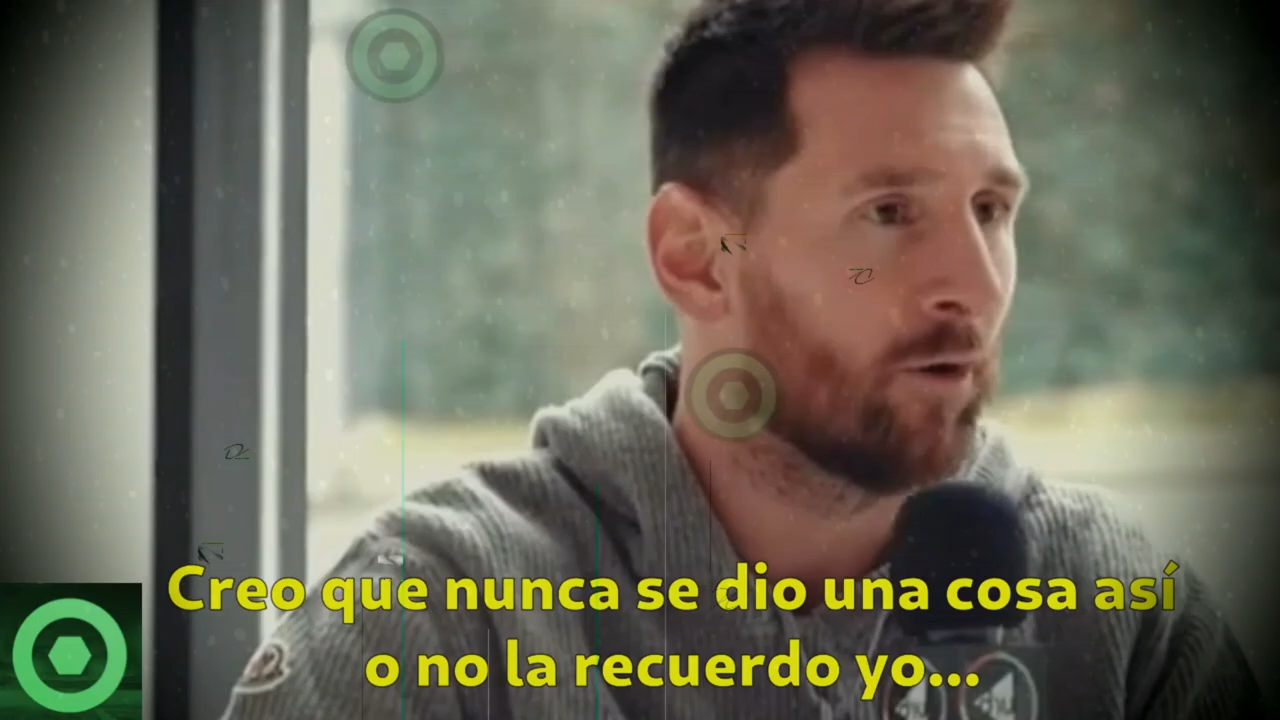 Creo que nunca se dio una cosa así
o no la recuerdo yo...